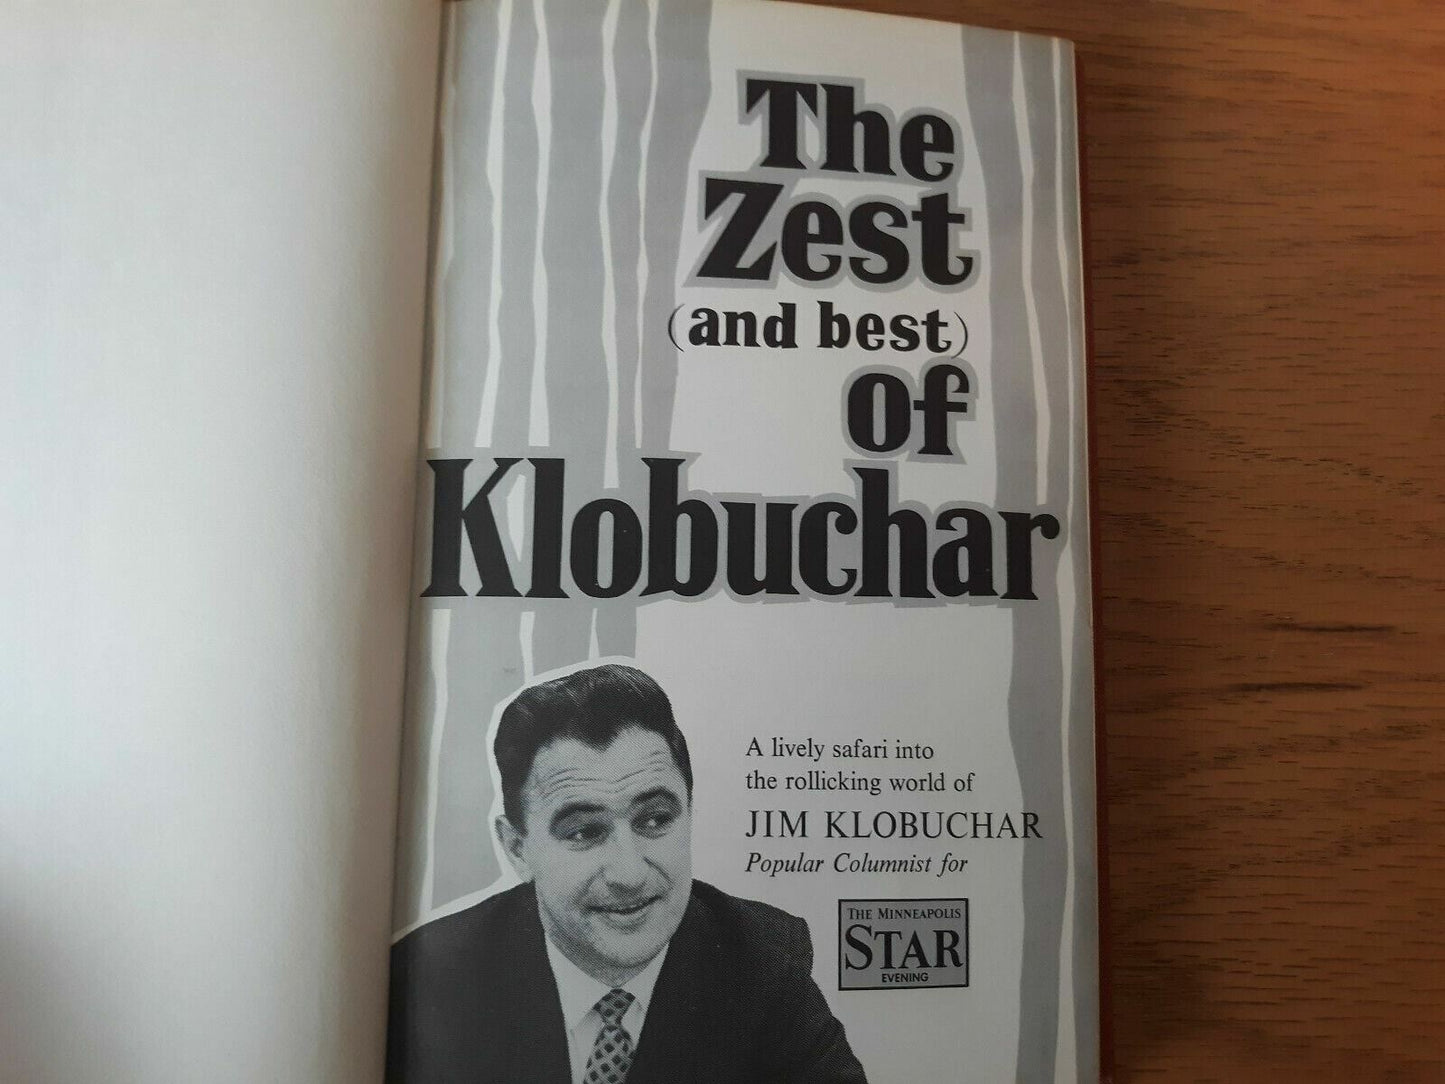 The
Zest
(and best)
of
Klobuchar
A lively safari into
the rollicking world of
JIM KLOBUCHAR
Popular Columnist for
THE MINNEAPOLIS
STAR
EVENING